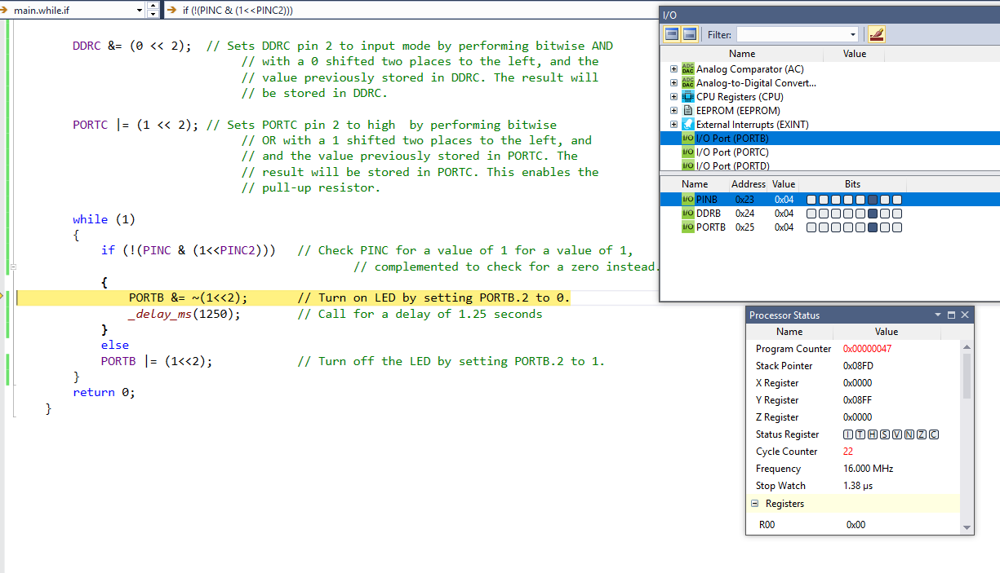 main.while.if
if (!(PINC & (1<<PINC2)))
DDRC &= (0 << 2);  // Sets DDRC pin 2 to input mode by performing bitwise AND
// with a 0 shifted two places to the left, and the
// value previously stored in DDRC. The result will
// be stored in DDRC.
PORTC |= (1 << 2); // Sets PORTC pin 2 to high  by performing bitwise
// OR with a 1 shifted two places to the left, and
// and the value previously stored in PORTC. The
// result will be stored in PORTC. This enables the
// pull-up resistor.
while (1)
{
if (!(PINC & (1<<PINC2)))   // Check PINC for a value of 1 for a value of 1,
// complemented to check for a zero instead.
{
PORTB &= ~(1<<2);       // Turn on LED by setting PORTB.2 to 0.
_delay_ms(1250);        // Call for a delay of 1.25 seconds
}
else
PORTB |= (1<<2);            // Turn off the LED by setting PORTB.2 to 1.
}
return 0;
}
I/O
Filter:
Name Value
ADC DAC Analog Comparator (AC)
ADC DAC Analog-to-Digital Convert...
CPU Registers (CPU)
EEPROM (EEPROM)
External Interrupts (EXINT)
I/O I/O Port (PORTB)
I/O I/O Port (PORTC)
I/O I/O Port (PORTD)
Name Address Value Bits
I/O PINB 0x23 0x04
I/O DDRB 0x24 0x04
I/O PORTB 0x25 0x04
Processor Status
Name Value
Program Counter 0x00000047
Stack Pointer 0x08FD
X Register 0x0000
Y Register 0x08FF
Z Register 0x0000
Status Register I T H S V N Z C
Cycle Counter 22
Frequency 16.000 MHz
Stop Watch 1.38 µs
Registers
R00 0x00